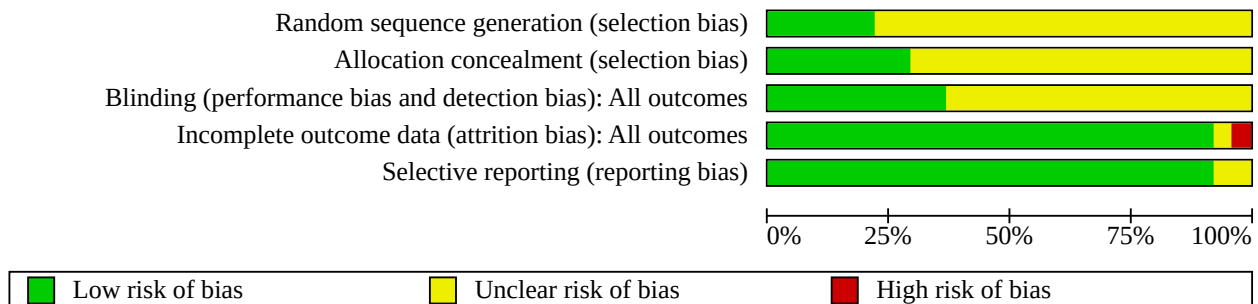 Random sequence generation (selection bias)
Allocation concealment (selection bias)
Blinding (performance bias and detection bias): All outcomes
Incomplete outcome data (attrition bias): All outcomes
Selective reporting (reporting bias)
0% 25% 50% 75% 100%
Low risk of bias Unclear risk of bias High risk of bias